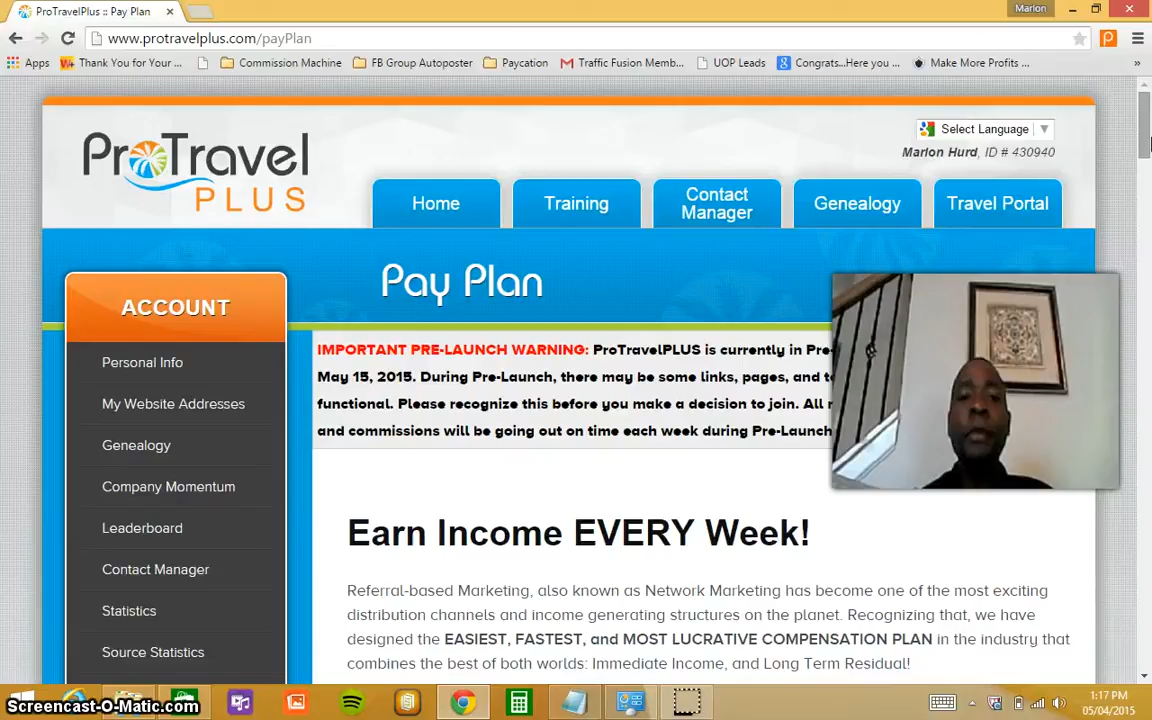 ProTravelPlus :: Pay Plan
Marlon
www.protravelplus.com/payPlan
Apps
Thank You for Your ...
Commission Machine
FB Group Autoposter
Paycation
Traffic Fusion Memb...
UOP Leads
Congrats...Here you ...
Make More Profits ...
»
ProTravel
PLUS
Select Language
Marlon Hurd, ID # 430940
Home
Training
Contact
Manager
Genealogy
Travel Portal
Pay Plan
ACCOUNT
Personal Info
My Website Addresses
Genealogy
Company Momentum
Leaderboard
Contact Manager
Statistics
Source Statistics
IMPORTANT PRE-LAUNCH WARNING: ProTravelPLUS is currently in Pre-
May 15, 2015. During Pre-Launch, there may be some links, pages, and
functional. Please recognize this before you make a decision to join. All
and commissions will be going out on time each week during Pre-Launch
Earn Income EVERY Week!
Referral-based Marketing, also known as Network Marketing has become one of the most exciting
distribution channels and income generating structures on the planet. Recognizing that, we have
designed the EASIEST, FASTEST, and MOST LUCRATIVE COMPENSATION PLAN in the industry that
combines the best of both worlds: Immediate Income, and Long Term Residual!
Screencast-O-Matic.com
1:17 PM
05/04/2015